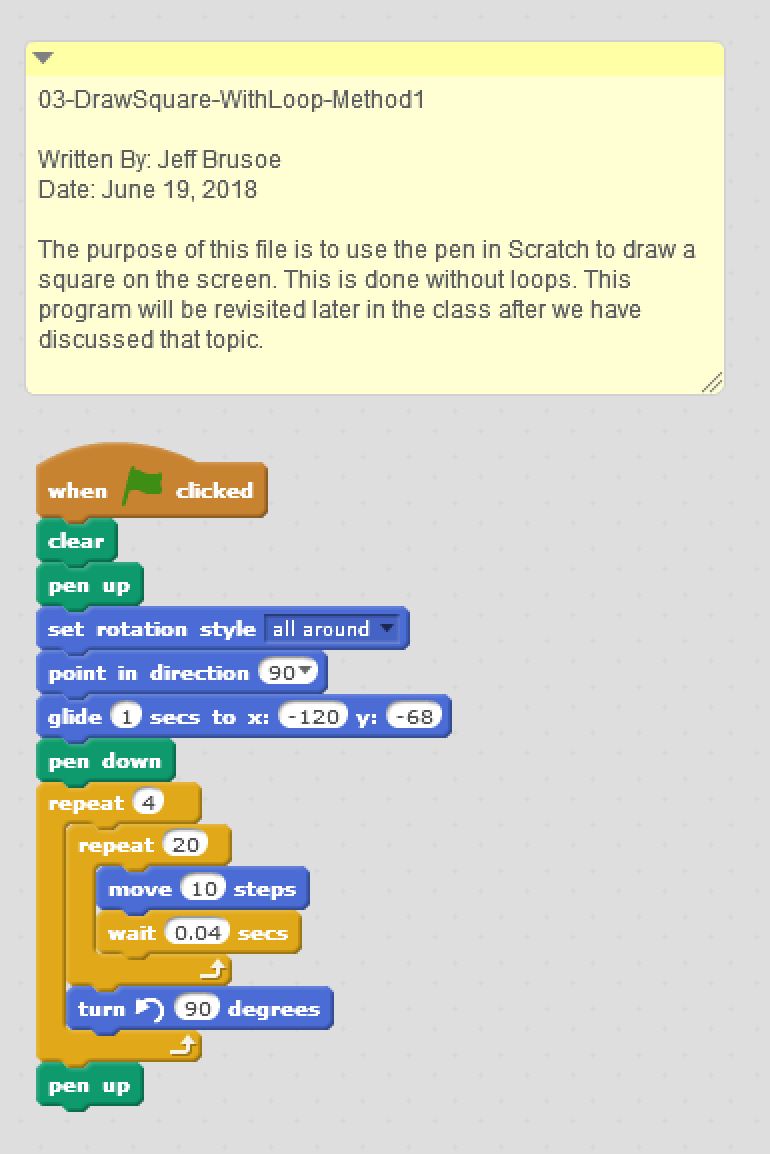 03-DrawSquare-WithLoop-Method1
Written By: Jeff Brusoe
Date: June 19, 2018
The purpose of this file is to use the pen in Scratch to draw a
square on the screen. This is done without loops. This
program will be revisited later in the class after we have
discussed that topic.
when clicked
clear
pen up
set rotation style all around
point in direction 90
glide 1 secs to x: -120 y: -68
pen down
repeat 4
repeat 20
move 10 steps
wait 0.04 secs
turn 90 degrees
pen up